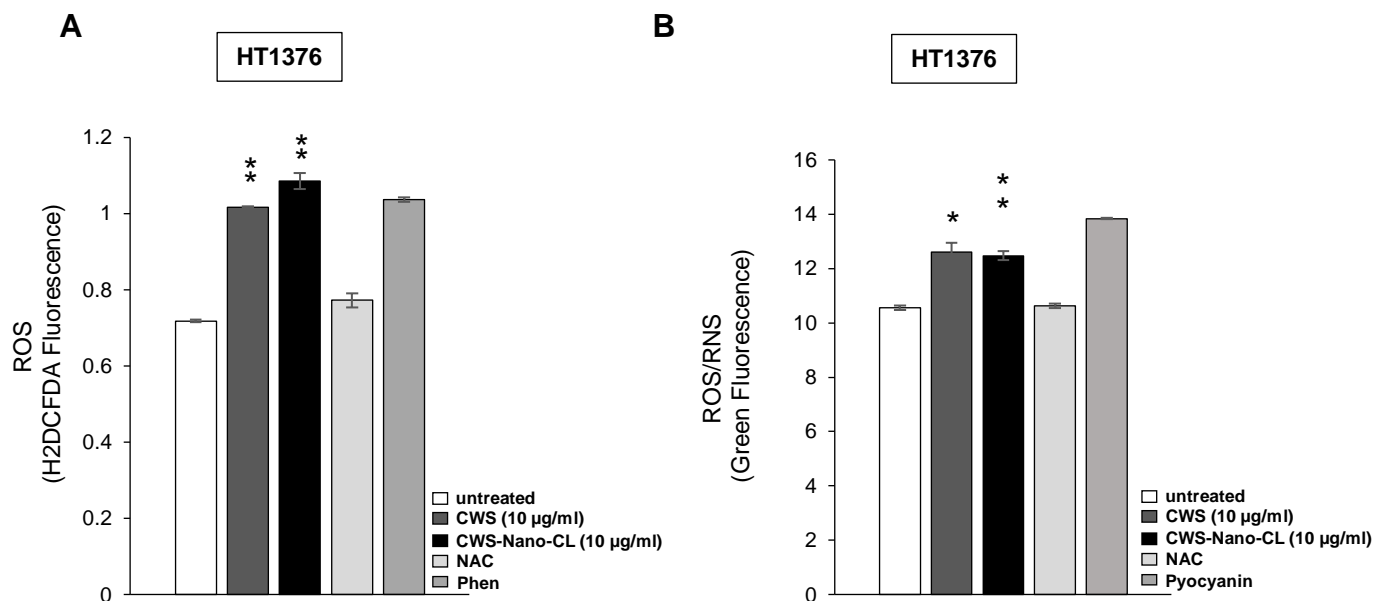 A
HT1376
ROS
(H2DCFDA Fluorescence)
1.2
1
0.8
0.6
0.4
0.2
0
**
**
untreated
CWS (10 µg/ml)
CWS-Nano-CL (10 µg/ml)
NAC
Phen
B
HT1376
ROS/RNS
(Green Fluorescence)
16
14
12
10
8
6
4
2
0
*
**
untreated
CWS (10 µg/ml)
CWS-Nano-CL (10 µg/ml)
NAC
Pyocyanin